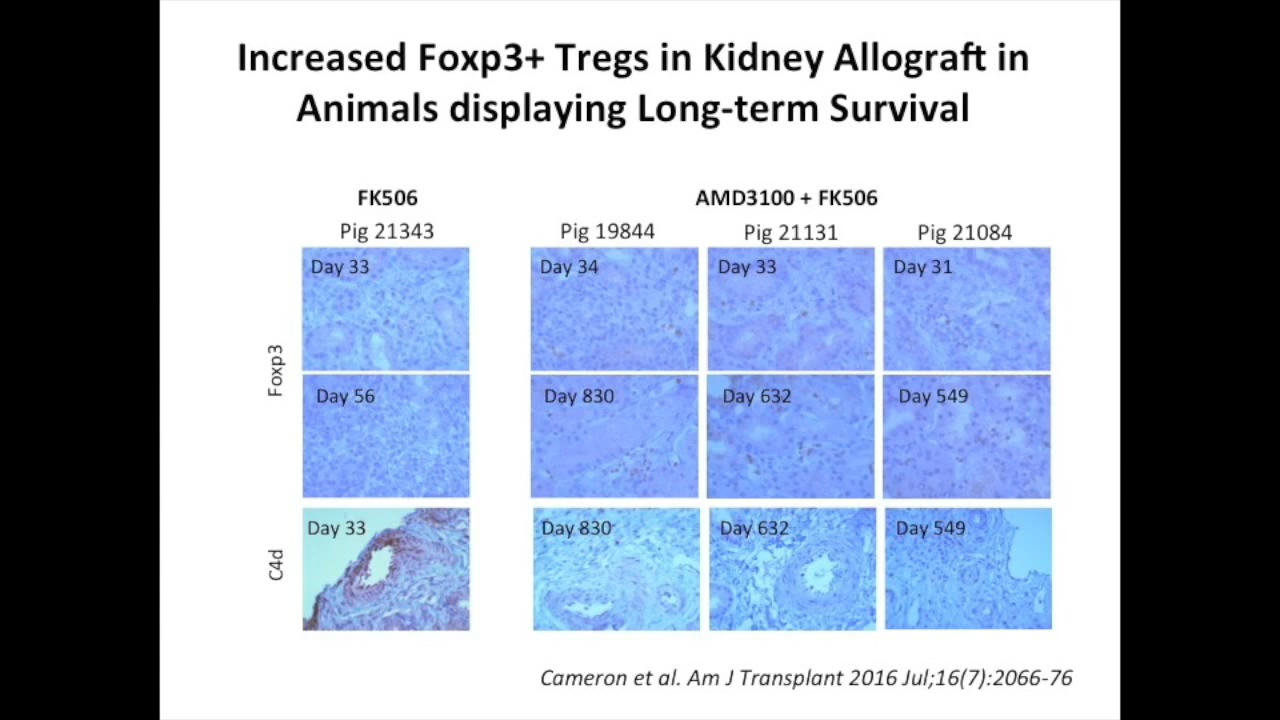 Increased Foxp3+ Tregs in Kidney Allograft in
Animals displaying Long-term Survival
FK506
AMD3100 + FK506
Pig 21343
Pig 19844
Pig 21131
Pig 21084
Foxp3
Day 33
Day 34
Day 33
Day 31
Day 56
Day 830
Day 632
Day 549
C4d
Day 33
Day 830
Day 632
Day 549
Cameron et al. Am J Transplant 2016 Jul;16(7):2066-76